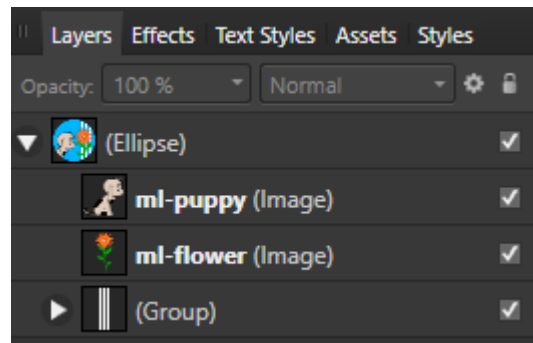 Layers Effects Text Styles Assets Styles
Opacity: 100 % Normal
(Ellipse)
ml-puppy (Image)
ml-flower (Image)
(Group)